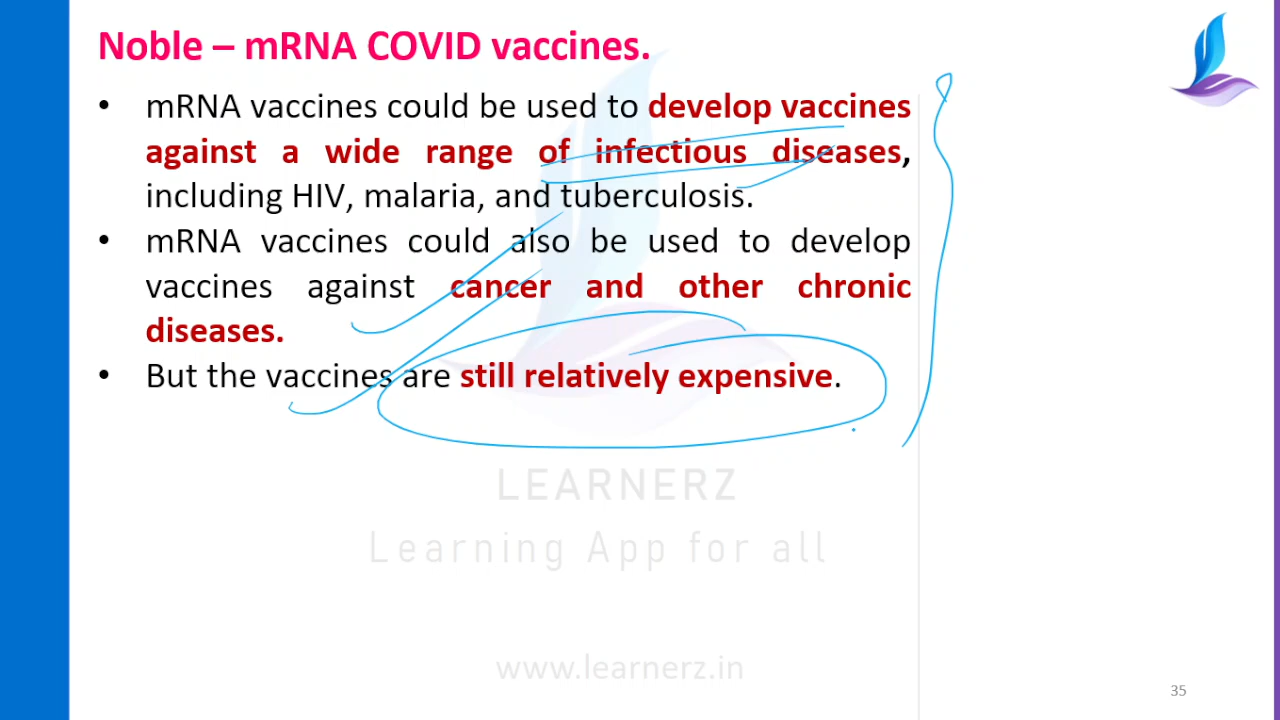 Noble – mRNA COVID vaccines.
• mRNA vaccines could be used to develop vaccines
against a wide range of infectious diseases,
including HIV, malaria, and tuberculosis.
• mRNA vaccines could also be used to develop
vaccines against cancer and other chronic
diseases.
• But the vaccines are still relatively expensive.
LEARNERZ
Learning App for all
www.learnerz.in
35